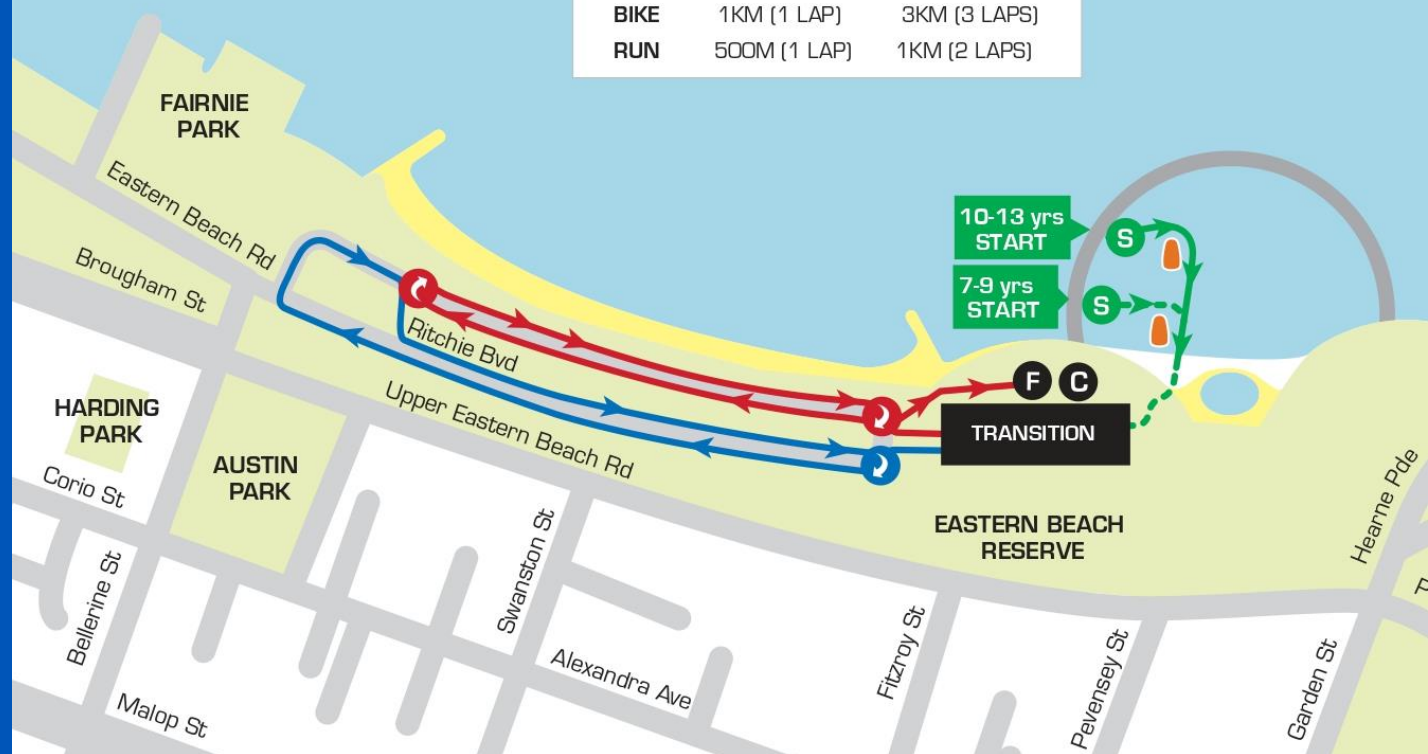 BIKE 1KM (1 LAP) 3KM (3 LAPS)
RUN 500M (1 LAP) 1KM (2 LAPS)
FAIRNIE
PARK
Eastern Beach Rd
Brougham St
10-13 yrs
START
S
7-9 yrs
START
S
Ritchie Bvd
F C
TRANSITION
Upper Eastern Beach Rd
HARDING
PARK
AUSTIN
PARK
Corio St
EASTERN BEACH
RESERVE
Hearne Pde
Swanston St
Bellerine St
Alexandra Ave
Fitzroy St
Pevensey St
Garden St
Malop St